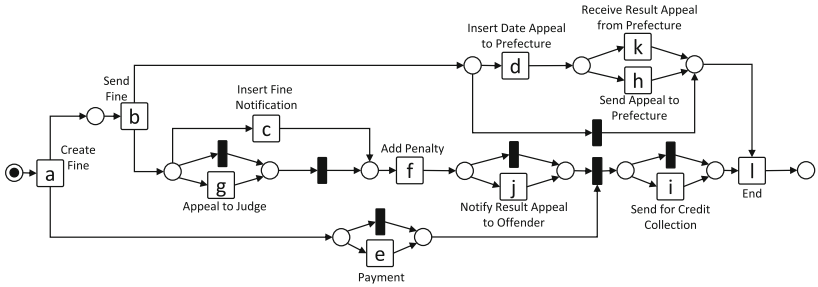 Receive Result Appeal
from Prefecture
Insert Date Appeal
to Prefecture
k
d
h
Send
Fine
Send Appeal to
Prefecture
Insert Fine
Notification
b
c
Create
Fine
Add Penalty
a
f
l
g
j
i
End
Appeal to Judge
Notify Result Appeal
to Offender
Send for Credit
Collection
e
Payment